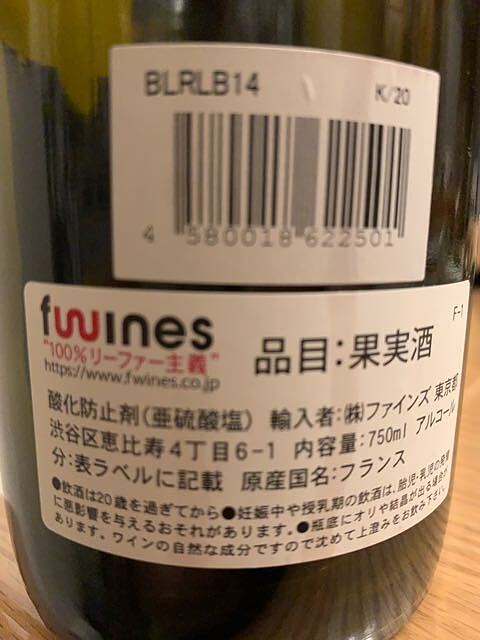 BLRLB14 K/20
4 580018 622501
F-1
fwines
"100%リーファー主義"
https://www.fwines.co.jp
品目:果実酒
酸化防止剤(亜硫酸塩) 輸入者:㈱ファインズ 東京都
渋谷区恵比寿4丁目6-1 内容量:750ml アルコール
分:表ラベルに記載 原産国名:フランス
●飲酒は20歳を過ぎてから●妊娠中や授乳期の飲酒は、胎児・乳児の発育
に悪影響を与えるおそれがあります。●瓶底にオリや結晶が出る場合が
あります。ワインの自然な成分ですので沈めて上澄みをお飲み下さい。